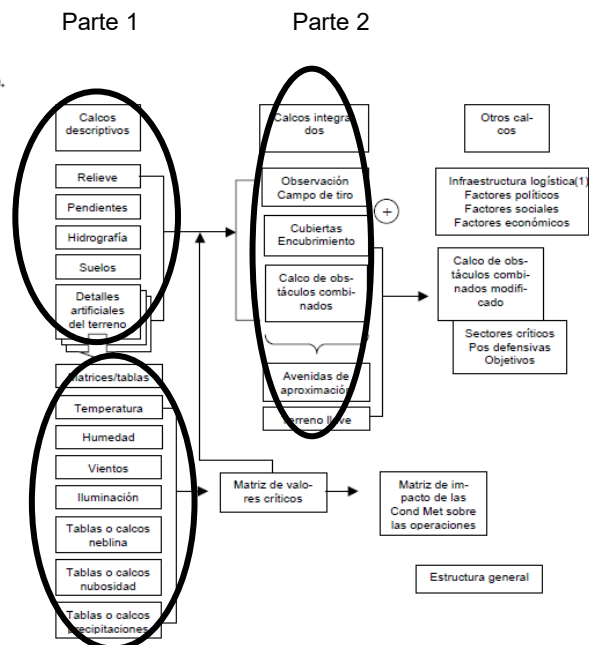 Parte 1
Parte 2
Calcos
descriptivos
Relieve
Pendientes
Hidrografía
Suelos
Detalles
artificiales
del terreno
Matrices/tablas
Temperatura
Humedad
Vientos
Iluminación
Tablas o calcos
neblina
Tablas o calcos
nubosidad
Tablas o calcos
precipitaciones
Calcos integra
dos
Observación
Campo de tiro
+
Cubiertas
Encubrimiento
Calco de obs-
táculos combi-
nados
Avenidas de
aproximación
Terreno llave
Matriz de valo-
res críticos
Otros cal-
cos
Infraestructura logística(1)
Factores políticos
Factores sociales
Factores económicos
Calco de obs-
táculos combi-
nados modifi-
cado
Sectores críticos
Pos defensivas
Objetivos
Matriz de im-
pacto de las
Cond Met sobre
las operaciones
Estructura general